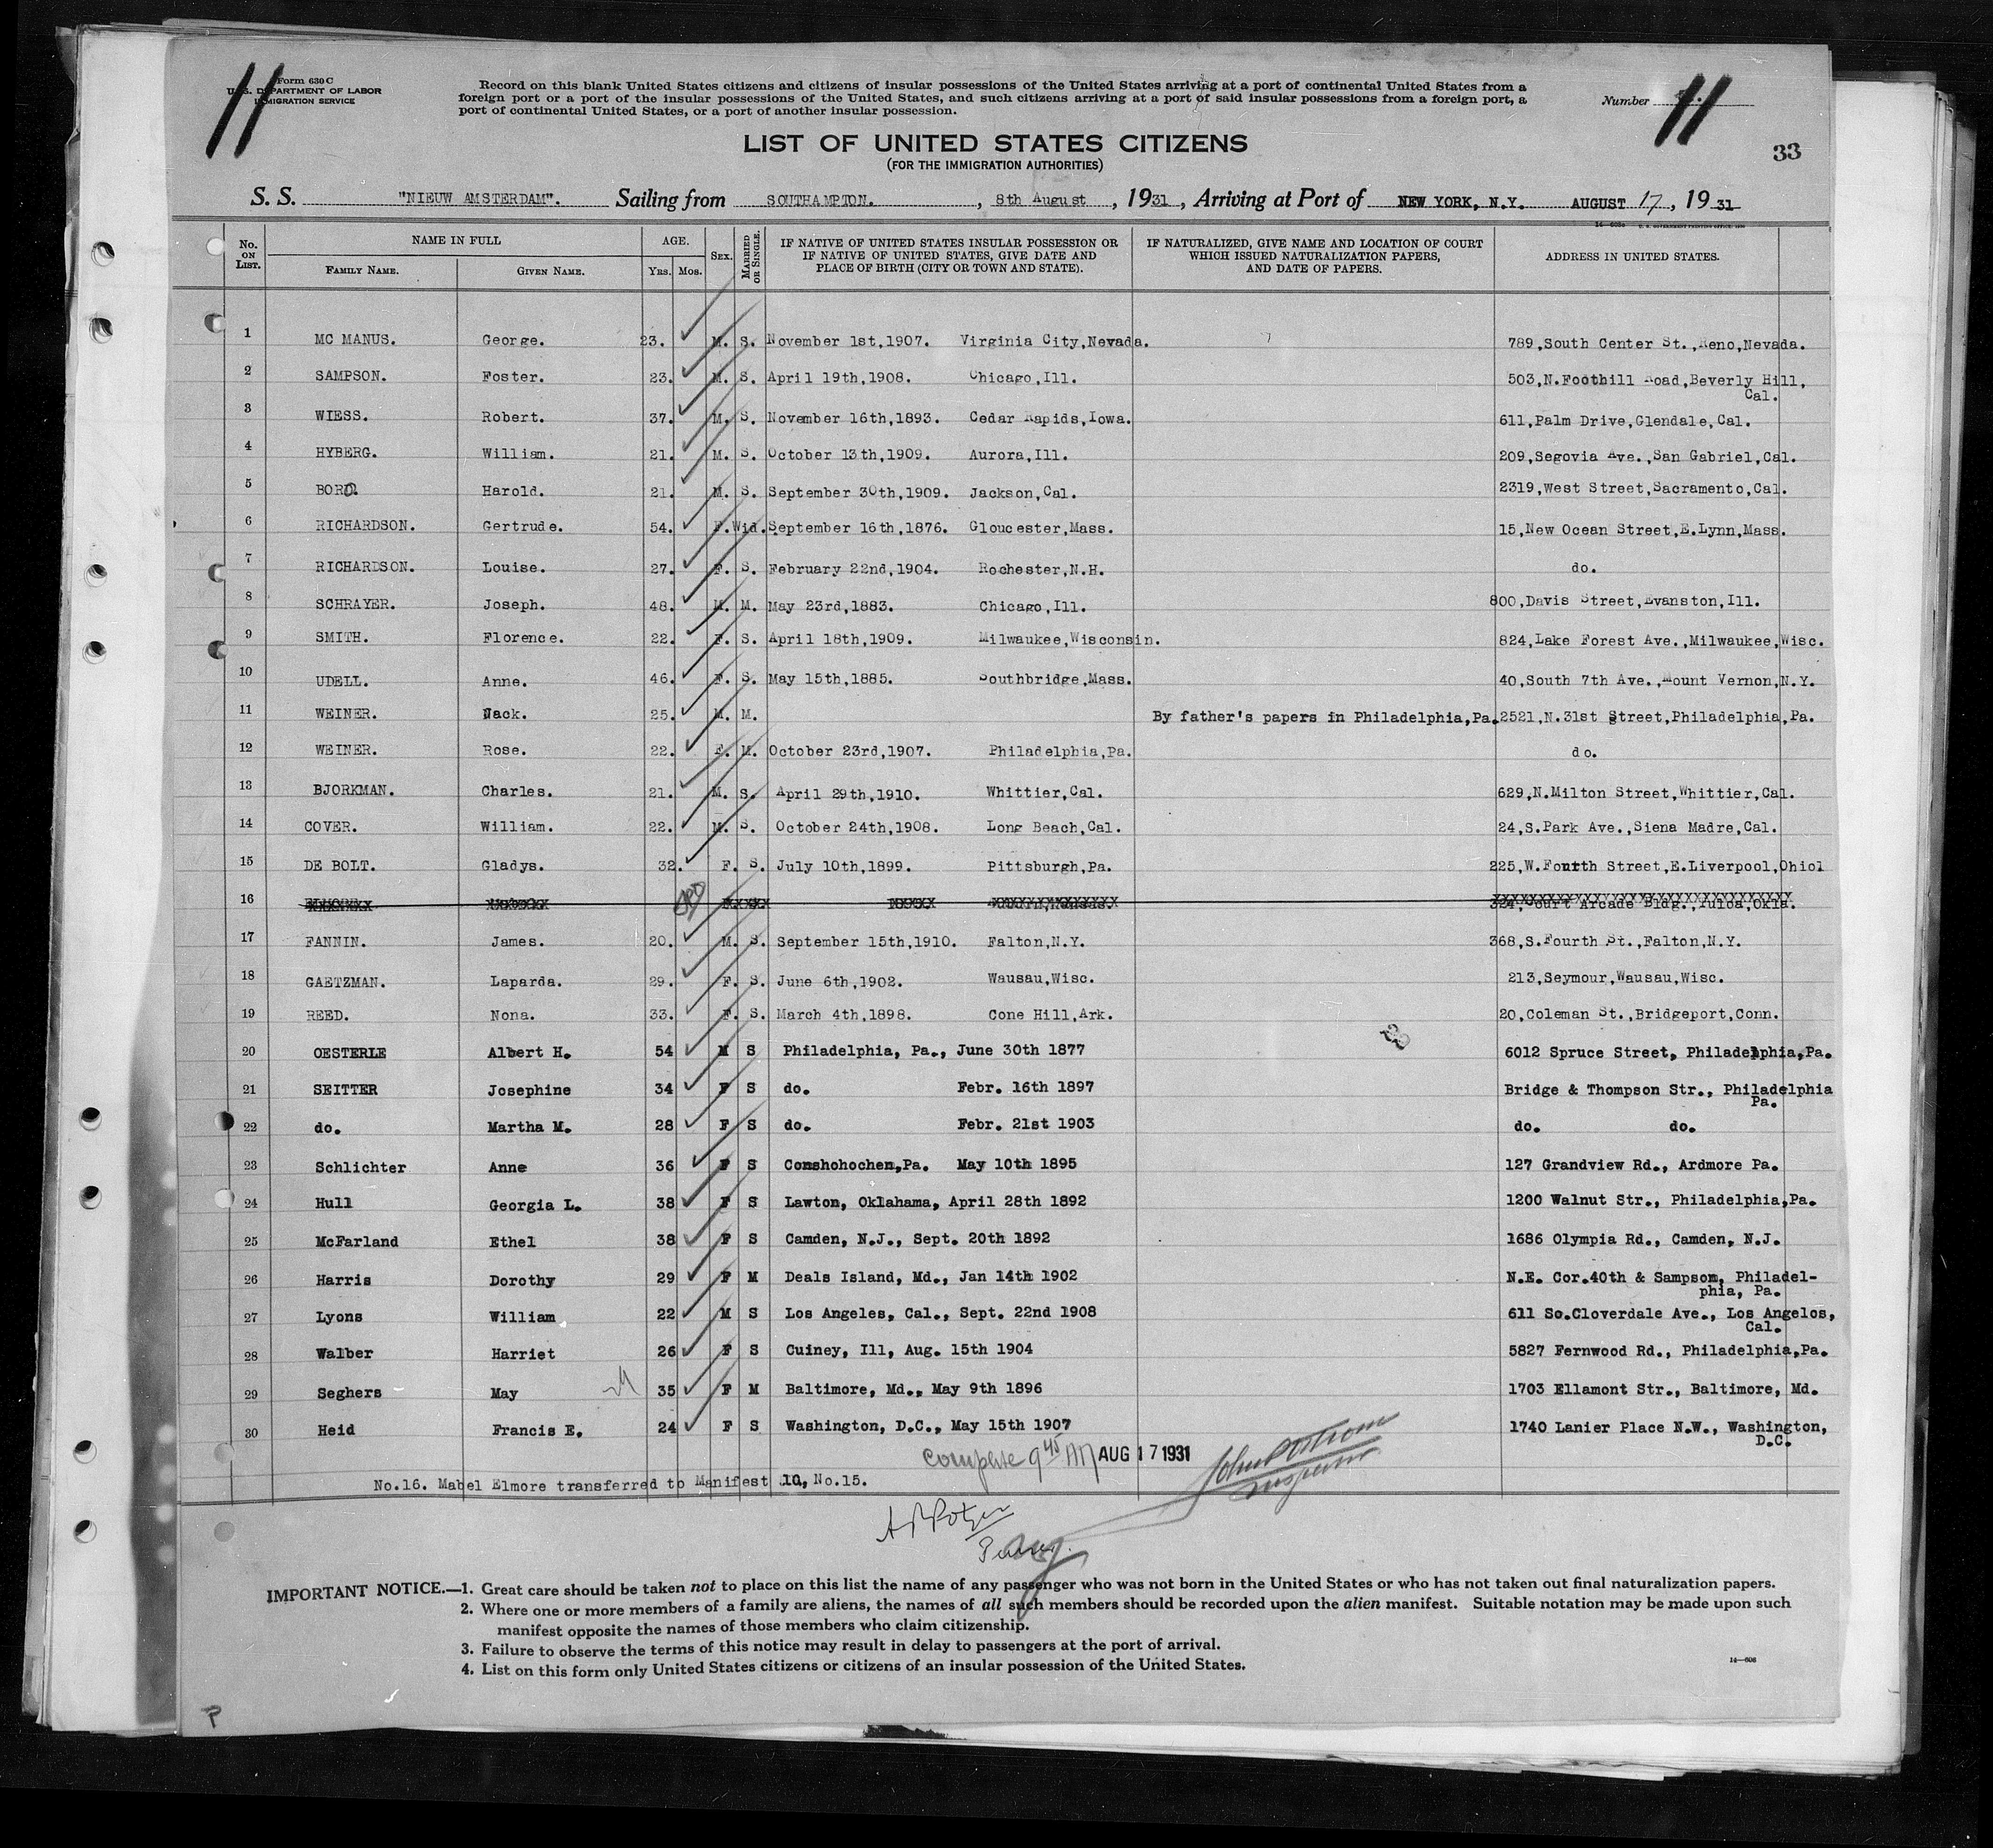 11 Form 630 C
U. S. DEPARTMENT OF LABOR
IMMIGRATION SERVICE
Record on this blank United States citizens and citizens of insular possessions of the United States arriving at a port of continental United States from a
foreign port or a port of the insular possessions of the United States, and such citizens arriving at a port of said insular possessions from a foreign port, a
port of continental United States, or a port of another insular possession.
Number 11
LIST OF UNITED STATES CITIZENS
(FOR THE IMMIGRATION AUTHORITIES)
33
S. S. "NIEUW AMSTERDAM". Sailing from SOUTHAMPTON. , 8th August , 1931 , Arriving at Port of NEW YORK, N.Y. AUGUST 17 , 1931
No. ON LIST. NAME IN FULL FAMILY NAME. GIVEN NAME. AGE. YRS. MOS. SEX. MARRIED OR SINGLE. IF NATIVE OF UNITED STATES INSULAR POSSESSION OR IF NATIVE OF UNITED STATES, GIVE DATE AND PLACE OF BIRTH (CITY OR TOWN AND STATE). IF NATURALIZED, GIVE NAME AND LOCATION OF COURT WHICH ISSUED NATURALIZATION PAPERS, AND DATE OF PAPERS. ADDRESS IN UNITED STATES.
1 MC MANUS. George. 23. M. S. November 1st,1907. Virginia City,Nevada. 789,South Center St.,Reno,Nevada.
2 SAMPSON. Foster. 23. M. S. April 19th,1908. Chicago,Ill. 503,N.Foothill Road,Beverly Hill,
Cal.
3 WIESS. Robert. 37. M. S. November 16th,1893. Cedar Rapids,Iowa. 611,Palm Drive,Glendale,Cal.
4 HYBERG. William. 21. M. S. October 13th,1909. Aurora,Ill. 209,Segovia Ave.,San Gabriel,Cal.
5 BORD. Harold. 21. M. S. September 30th,1909. Jackson,Cal. 2319,West Street,Sacramento,Cal.
6 RICHARDSON. Gertrude. 54. F. Wid. September 16th,1876. Gloucester,Mass. 15,New Ocean Street,E.Lynn,Mass.
7 RICHARDSON. Louise. 27. F. S. February 22nd,1904. Rochester,N.H. do.
8 SCHRAYER. Joseph. 48. M. M. May 23rd,1883. Chicago,Ill. 800,Davis Street,Evanston,Ill.
9 SMITH. Florence. 22. F. S. April 18th,1909. Milwaukee,Wisconsin. 824,Lake Forest Ave.,Milwaukee,Wisc.
10 UDELL. Anne. 46. F. S. May 15th,1885. Southbridge,Mass. 40,South 7th Ave.,Mount Vernon,N.Y.
11 WEINER. Nack. 25. M. M. By father's papers in Philadelphia,Pa. 2521,N.31st Street,Philadelphia,Pa.
12 WEINER. Rose. 22. F. M. October 23rd,1907. Philadelphia,Pa. do.
13 BJORKMAN. Charles. 21. M. S. April 29th,1910. Whittier,Cal. 629,N.Milton Street,Whittier,Cal.
14 COVER. William. 22. M. S. October 24th,1908. Long Beach,Cal. 24,S.Park Ave.,Siena Madre,Cal.
15 DE BOLT. Gladys. 32. F. S. July 10th,1899. Pittsburgh,Pa. 225,W.Fourth Street,E.Liverpool,Ohio1
16 324,Court Arcade Bldg.,Tuloa,Okla.
17 FANNIN. James. 20. M. S. September 15th,1910. Falton,N.Y. 368,S.Fourth St.,Falton,N.Y.
18 GAETZMAN. Laparda. 29. F. S. June 6th,1902. Wausau,Wisc. 213,Seymour,Wausau,Wisc.
19 REED. Nona. 33. F. S. March 4th,1898. Cone Hill,Ark. 20,Coleman St.,Bridgeport,Conn.
20 OESTERLE Albert H. 54 M S Philadelphia, Pa., June 30th 1877 6012 Spruce Street, Philadelphia,Pa.
21 SEITTER Josephine 34 F S do. Febr. 16th 1897 Bridge & Thompson Str., Philadelphia
Pa.
22 do. Martha M. 28 F S do. Febr. 21st 1903 do. do.
23 Schlichter Anne 36 F S Conshohochen,Pa. May 10th 1895 127 Grandview Rd., Ardmore Pa.
24 Hull Georgia L. 38 F S Lawton, Oklahama, April 28th 1892 1200 Walnut Str., Philadelphia,Pa.
25 McFarland Ethel 38 F S Camden, N.J., Sept. 20th 1892 1686 Olympia Rd., Camden, N.J.
26 Harris Dorothy 29 F M Deals Island, Md., Jan 14th 1902 N.E. Cor.40th & Sampson, Philadel-
phia, Pa.
27 Lyons William 22 M S Los Angeles, Cal., Sept. 22nd 1908 611 So.Cloverdale Ave., Los Angelos,
Cal.
28 Walber Harriet 26 F S Cuiney, Ill, Aug. 15th 1904 5827 Fernwood Rd., Philadelphia,Pa.
29 Seghers May 35 F M Baltimore, Md., May 9th 1896 1703 Ellamont Str., Baltimore, Md.
30 Heid Francis E. 24 F S Washington, D.C., May 15th 1907 1740 Lanier Place N.W., Washington,
D.C.
complete 9 45 AM AUG 17 1931
Inspector
No.16. Mabel Elmore transferred to Manifest 10, No.15.
IMPORTANT NOTICE.—1. Great care should be taken not to place on this list the name of any passenger who was not born in the United States or who has not taken out final naturalization papers.
2. Where one or more members of a family are aliens, the names of all such members should be recorded upon the alien manifest. Suitable notation may be made upon such
manifest opposite the names of those members who claim citizenship.
3. Failure to observe the terms of this notice may result in delay to passengers at the port of arrival.
4. List on this form only United States citizens or citizens of an insular possession of the United States.
14—608
P